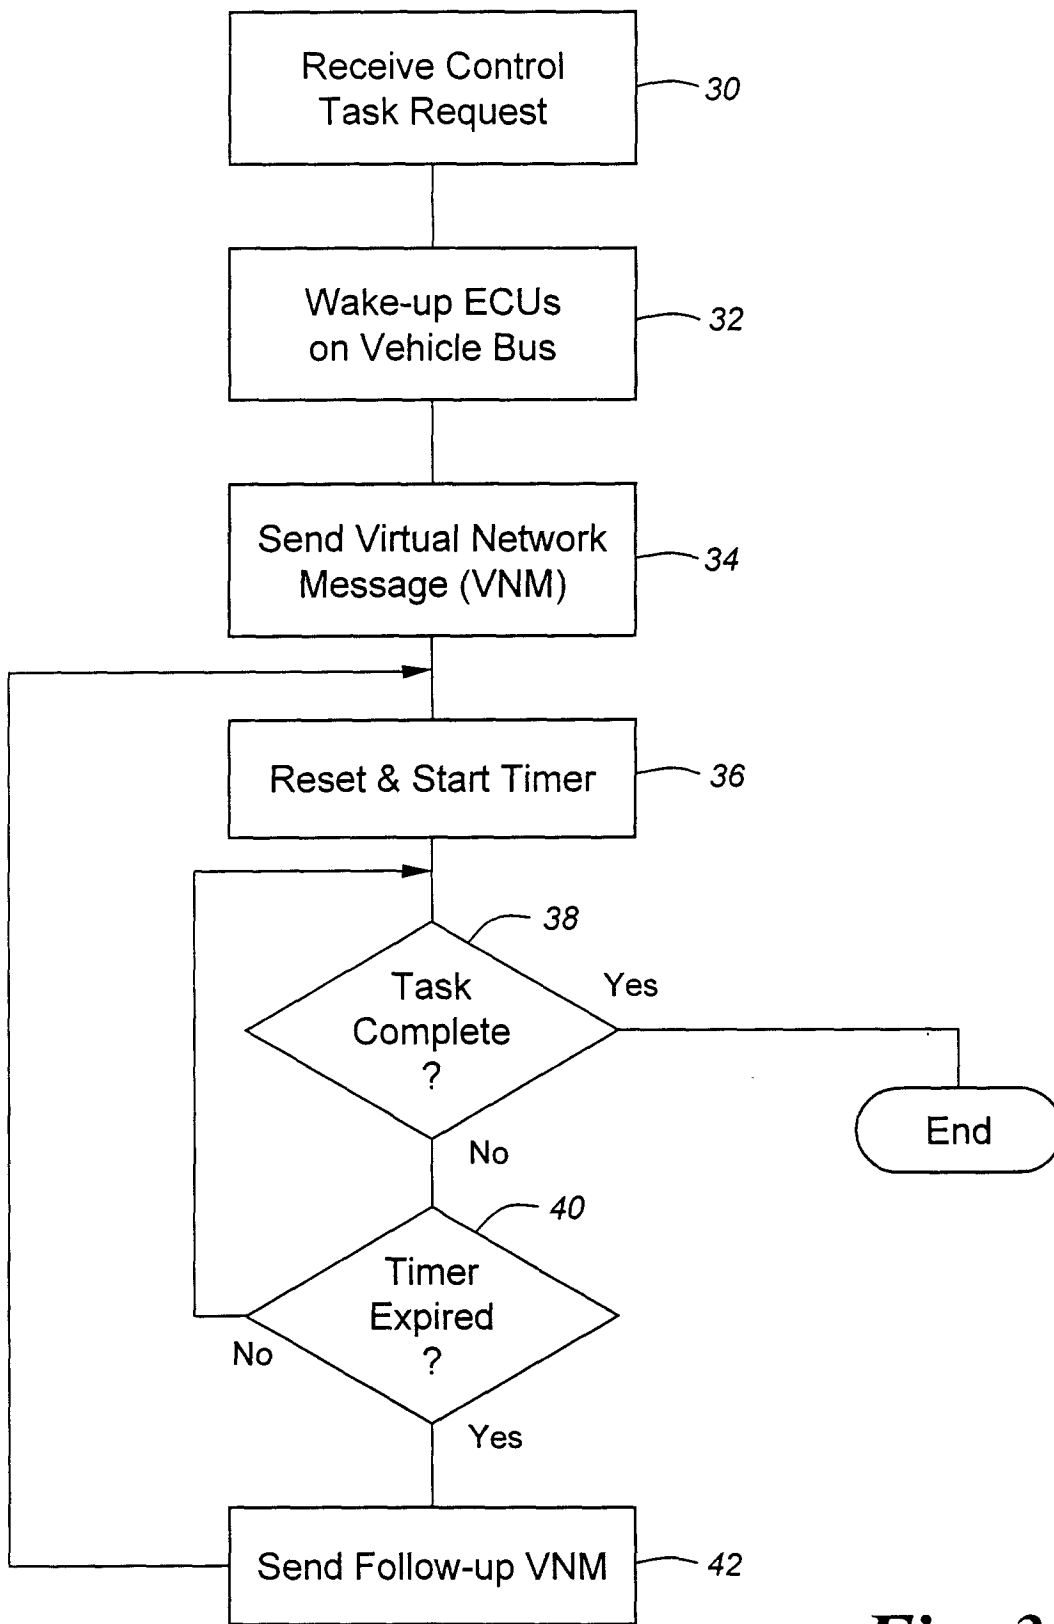 Receive Control
Task Request
30
Wake-up ECUs
on Vehicle Bus
32
Send Virtual Network
Message (VNM)
34
Reset & Start Timer
36
38
Task
Complete
?
Yes
End
No
40
Timer
Expired
?
No
Yes
Send Follow-up VNM
42